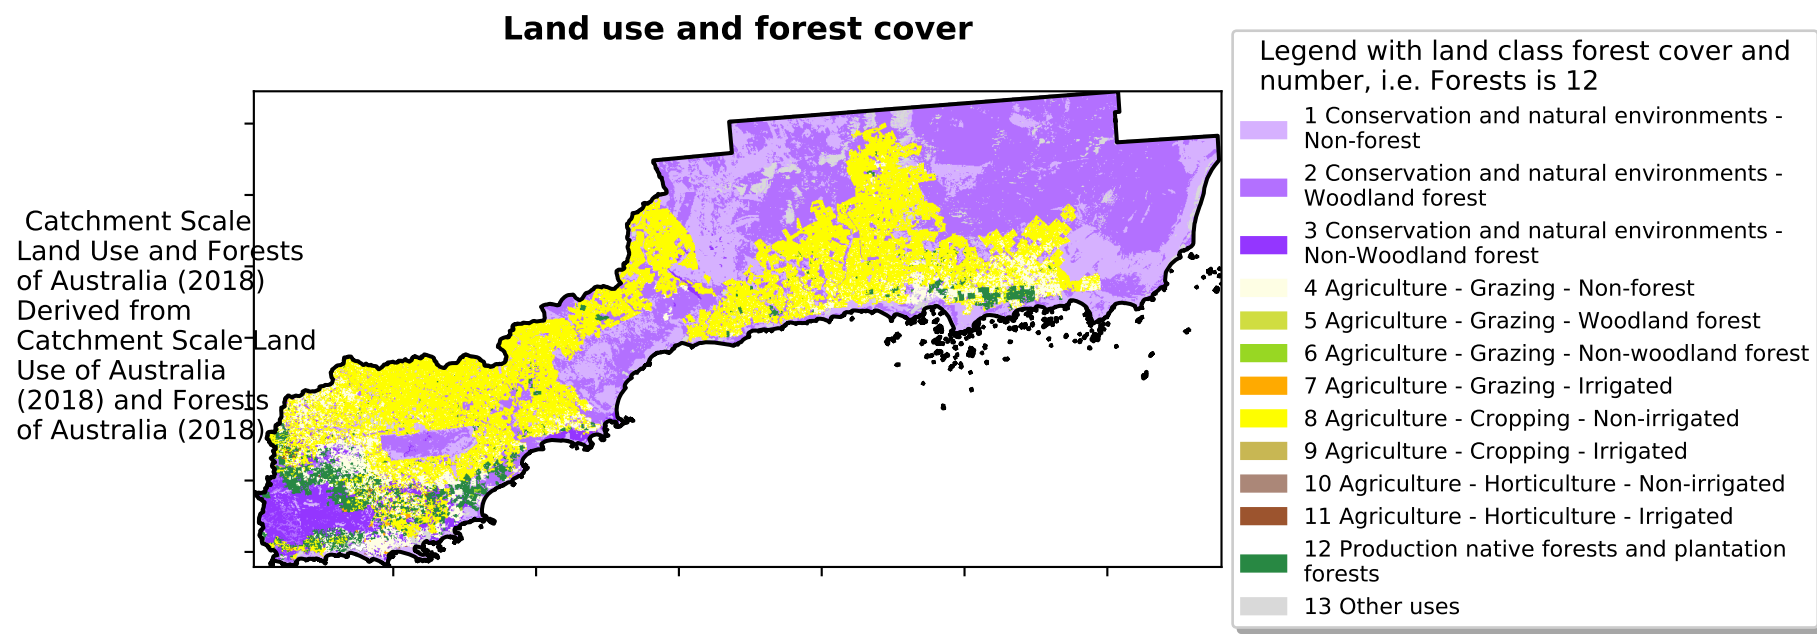 Land use and forest cover
Catchment Scale
Land Use and Forests
of Australia (2018)
Derived from
Catchment Scale Land
Use of Australia
(2018) and Forests
of Australia (2018)
Legend with land class forest cover and
number, i.e. Forests is 12
1 Conservation and natural environments -
Non-forest
2 Conservation and natural environments -
Woodland forest
3 Conservation and natural environments -
Non-Woodland forest
4 Agriculture - Grazing - Non-forest
5 Agriculture - Grazing - Woodland forest
6 Agriculture - Grazing - Non-woodland forest
7 Agriculture - Grazing - Irrigated
8 Agriculture - Cropping - Non-irrigated
9 Agriculture - Cropping - Irrigated
10 Agriculture - Horticulture - Non-irrigated
11 Agriculture - Horticulture - Irrigated
12 Production native forests and plantation
forests
13 Other uses